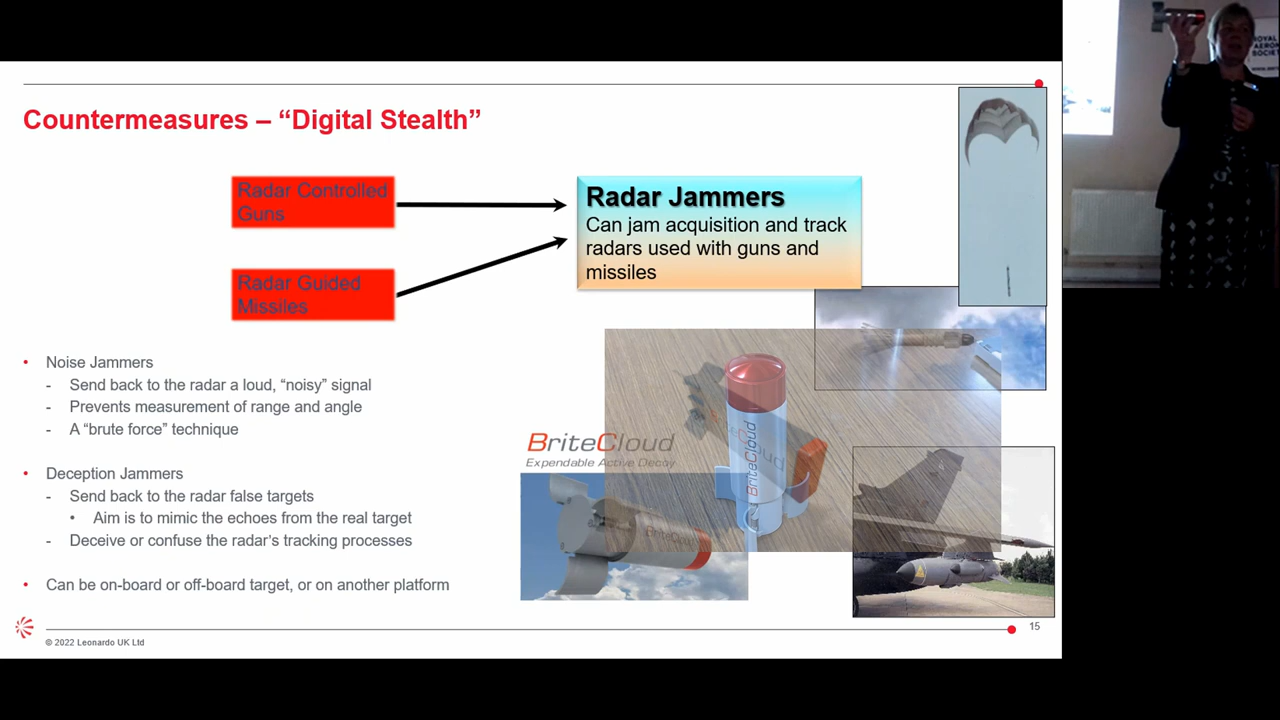 Countermeasures – “Digital Stealth”
Radar Controlled
Guns
Radar Guided
Missiles
Radar Jammers
Can jam acquisition and track
radars used with guns and
missiles
• Noise Jammers
- Send back to the radar a loud, “noisy” signal
- Prevents measurement of range and angle
- A “brute force” technique
• Deception Jammers
- Send back to the radar false targets
• Aim is to mimic the echoes from the real target
- Deceive or confuse the radar’s tracking processes
• Can be on-board or off-board target, or on another platform
BriteCloud
Expendable Active Decoy
BriteCloud
BriteCloud
© 2022 Leonardo UK Ltd
15
ROYAL
AERON
SOCIET